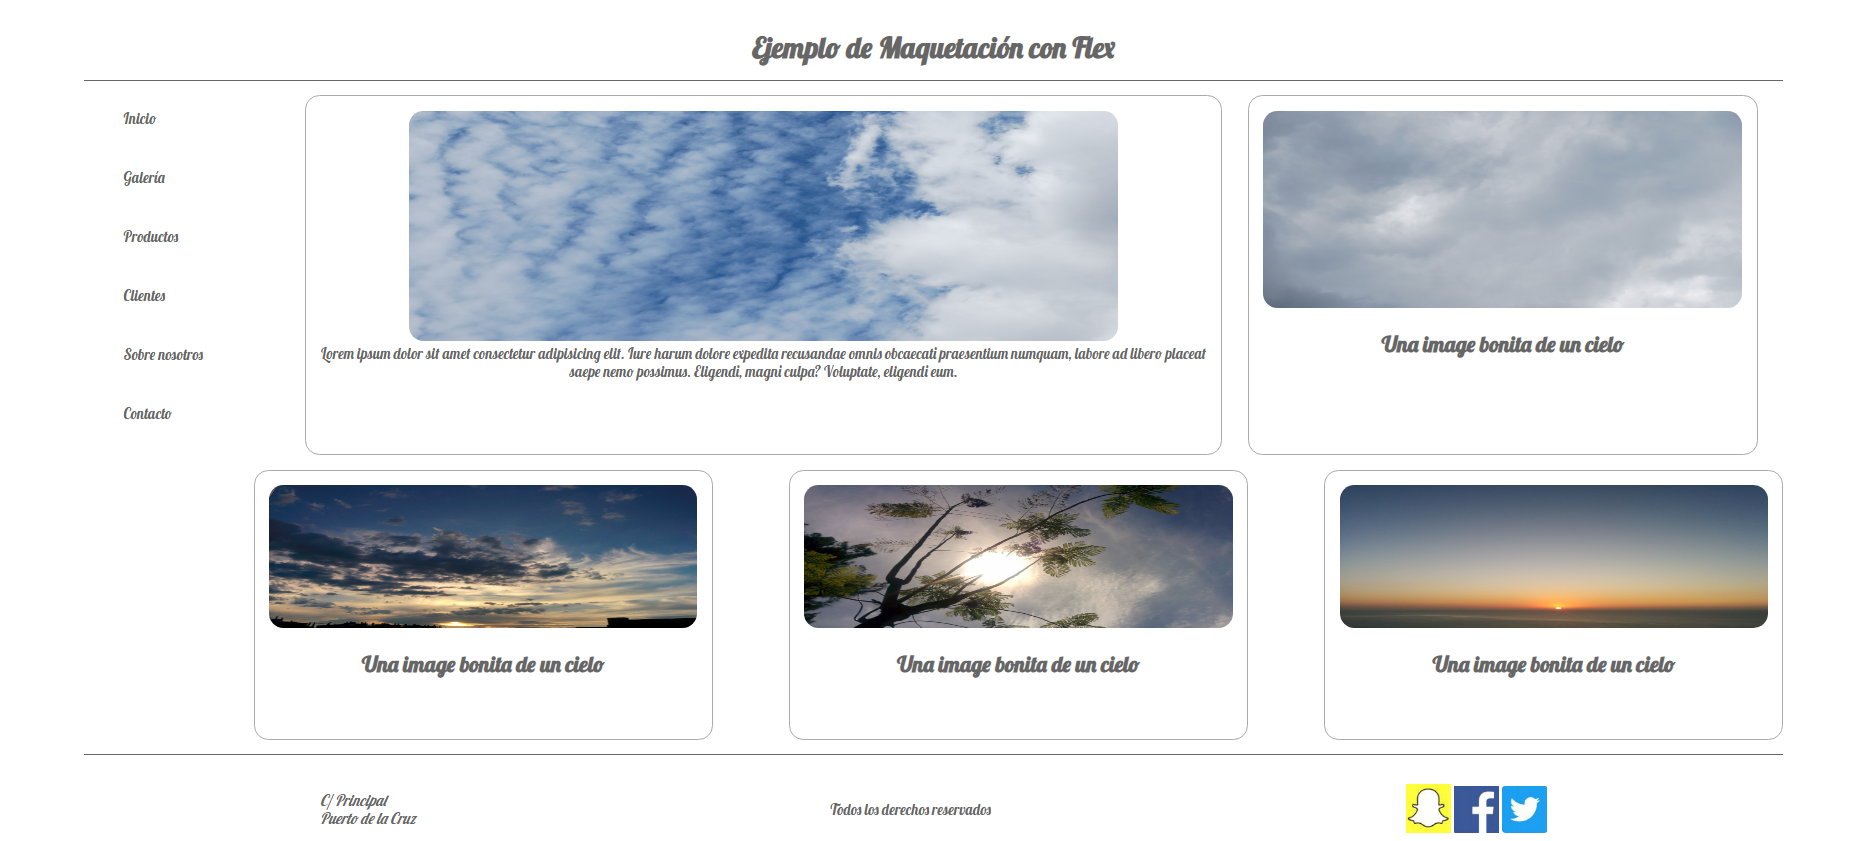 Ejemplo de Maquetación con Flex
Inicio
Galería
Productos
Clientes
Sobre nosotros
Contacto
Lorem ipsum dolor sit amet consectetur adipisicing elit. Iure harum dolore expedita recusandae omnis obcaecati praesentium numquam, labore ad libero placeat
saepe nemo possimus. Eligendi, magni culpa? Voluptate, eligendi eum.
Una image bonita de un cielo
Una image bonita de un cielo
Una image bonita de un cielo
Una image bonita de un cielo
C/ Principal
Puerto de la Cruz
Todos los derechos reservados